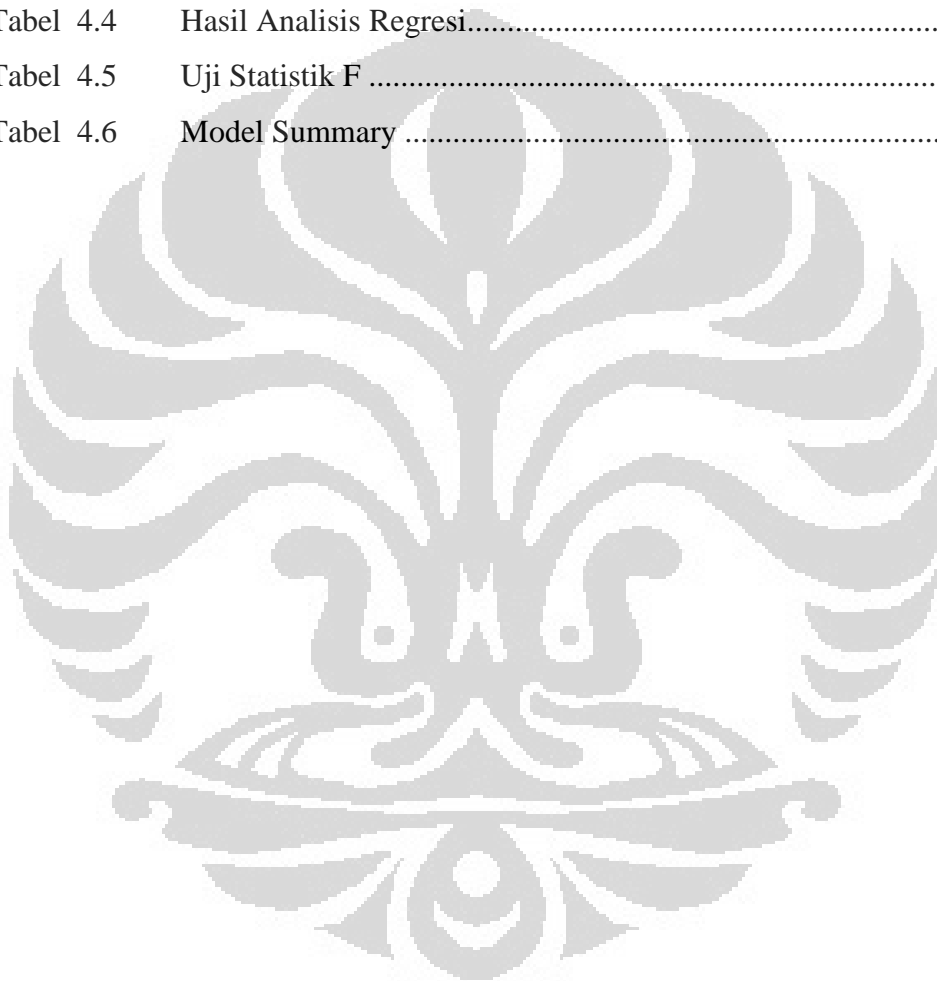 Tabel 4.4 Hasil Analisis Regresi..........................................................
Tabel 4.5 Uji Statistik F ......................................................................
Tabel 4.6 Model Summary ..................................................................